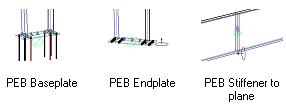 PEB Baseplate
PEB Endplate
PEB Stiffener to
plane